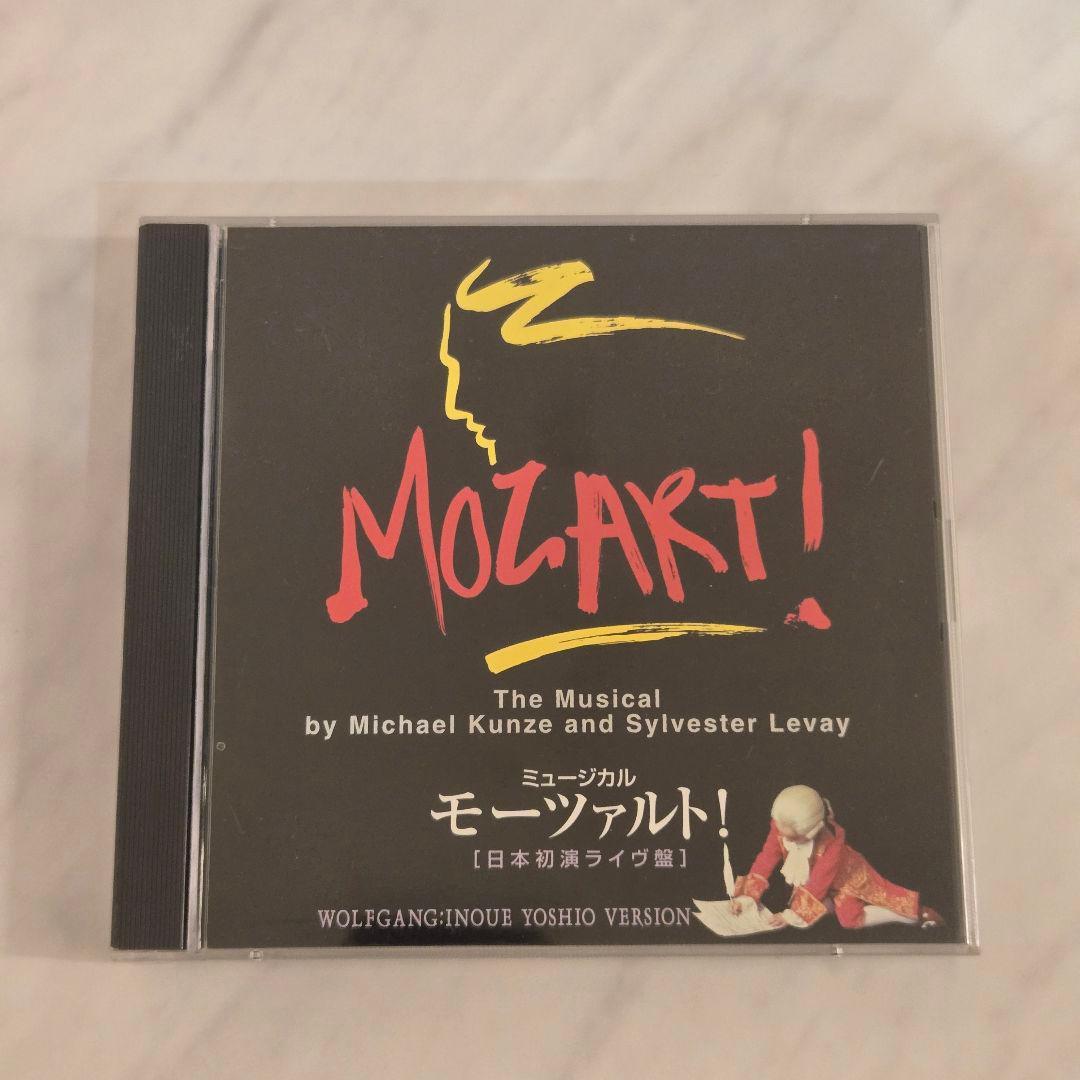 MOZART!
The Musical
by Michael Kunze and Sylvester Levay
ミュージカル
モーツァルト!
[日本初演ライヴ盤]
WOLFGANG:INOUE YOSHIO VERSION